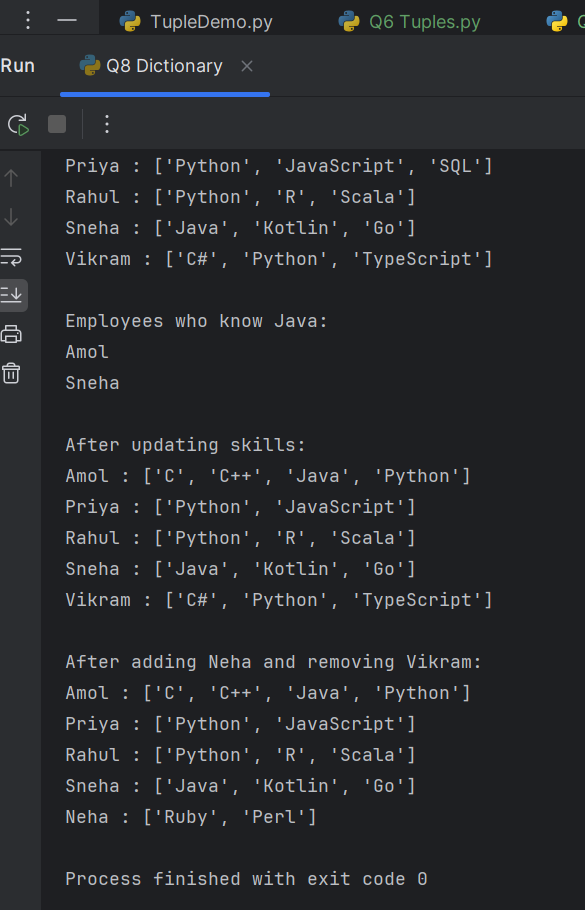 TupleDemo.py
Q6 Tuples.py
Run
Q8 Dictionary
Priya : ['Python', 'JavaScript', 'SQL']
Rahul : ['Python', 'R', 'Scala']
Sneha : ['Java', 'Kotlin', 'Go']
Vikram : ['C#', 'Python', 'TypeScript']
Employees who know Java:
Amol
Sneha
After updating skills:
Amol : ['C', 'C++', 'Java', 'Python']
Priya : ['Python', 'JavaScript']
Rahul : ['Python', 'R', 'Scala']
Sneha : ['Java', 'Kotlin', 'Go']
Vikram : ['C#', 'Python', 'TypeScript']
After adding Neha and removing Vikram:
Amol : ['C', 'C++', 'Java', 'Python']
Priya : ['Python', 'JavaScript']
Rahul : ['Python', 'R', 'Scala']
Sneha : ['Java', 'Kotlin', 'Go']
Neha : ['Ruby', 'Perl']
Process finished with exit code 0